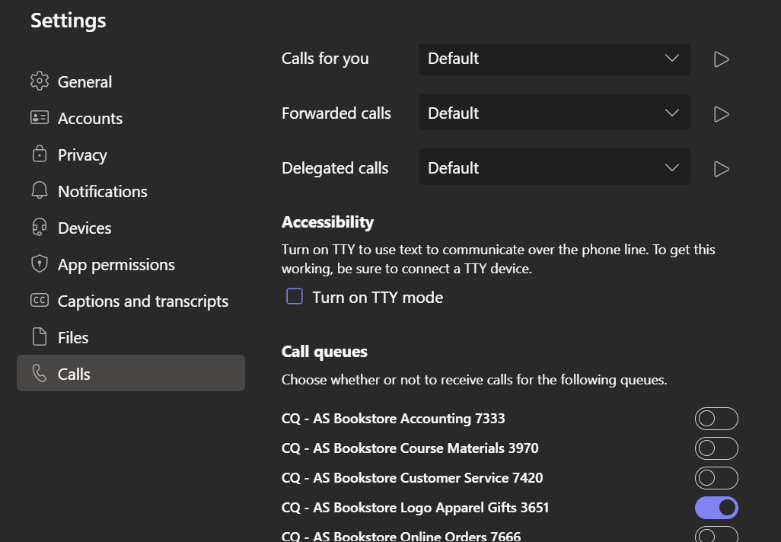 Settings
General
Accounts
Privacy
Notifications
Devices
App permissions
CC Captions and transcripts
Files
Calls
Calls for you Default
Forwarded calls Default
Delegated calls Default
Accessibility
Turn on TTY to use text to communicate over the phone line. To get this
working, be sure to connect a TTY device.
Turn on TTY mode
Call queues
Choose whether or not to receive calls for the following queues.
CQ - AS Bookstore Accounting 7333
CQ - AS Bookstore Course Materials 3970
CQ - AS Bookstore Customer Service 7420
CQ - AS Bookstore Logo Apparel Gifts 3651
CQ - AS Bookstore Online Orders 7666